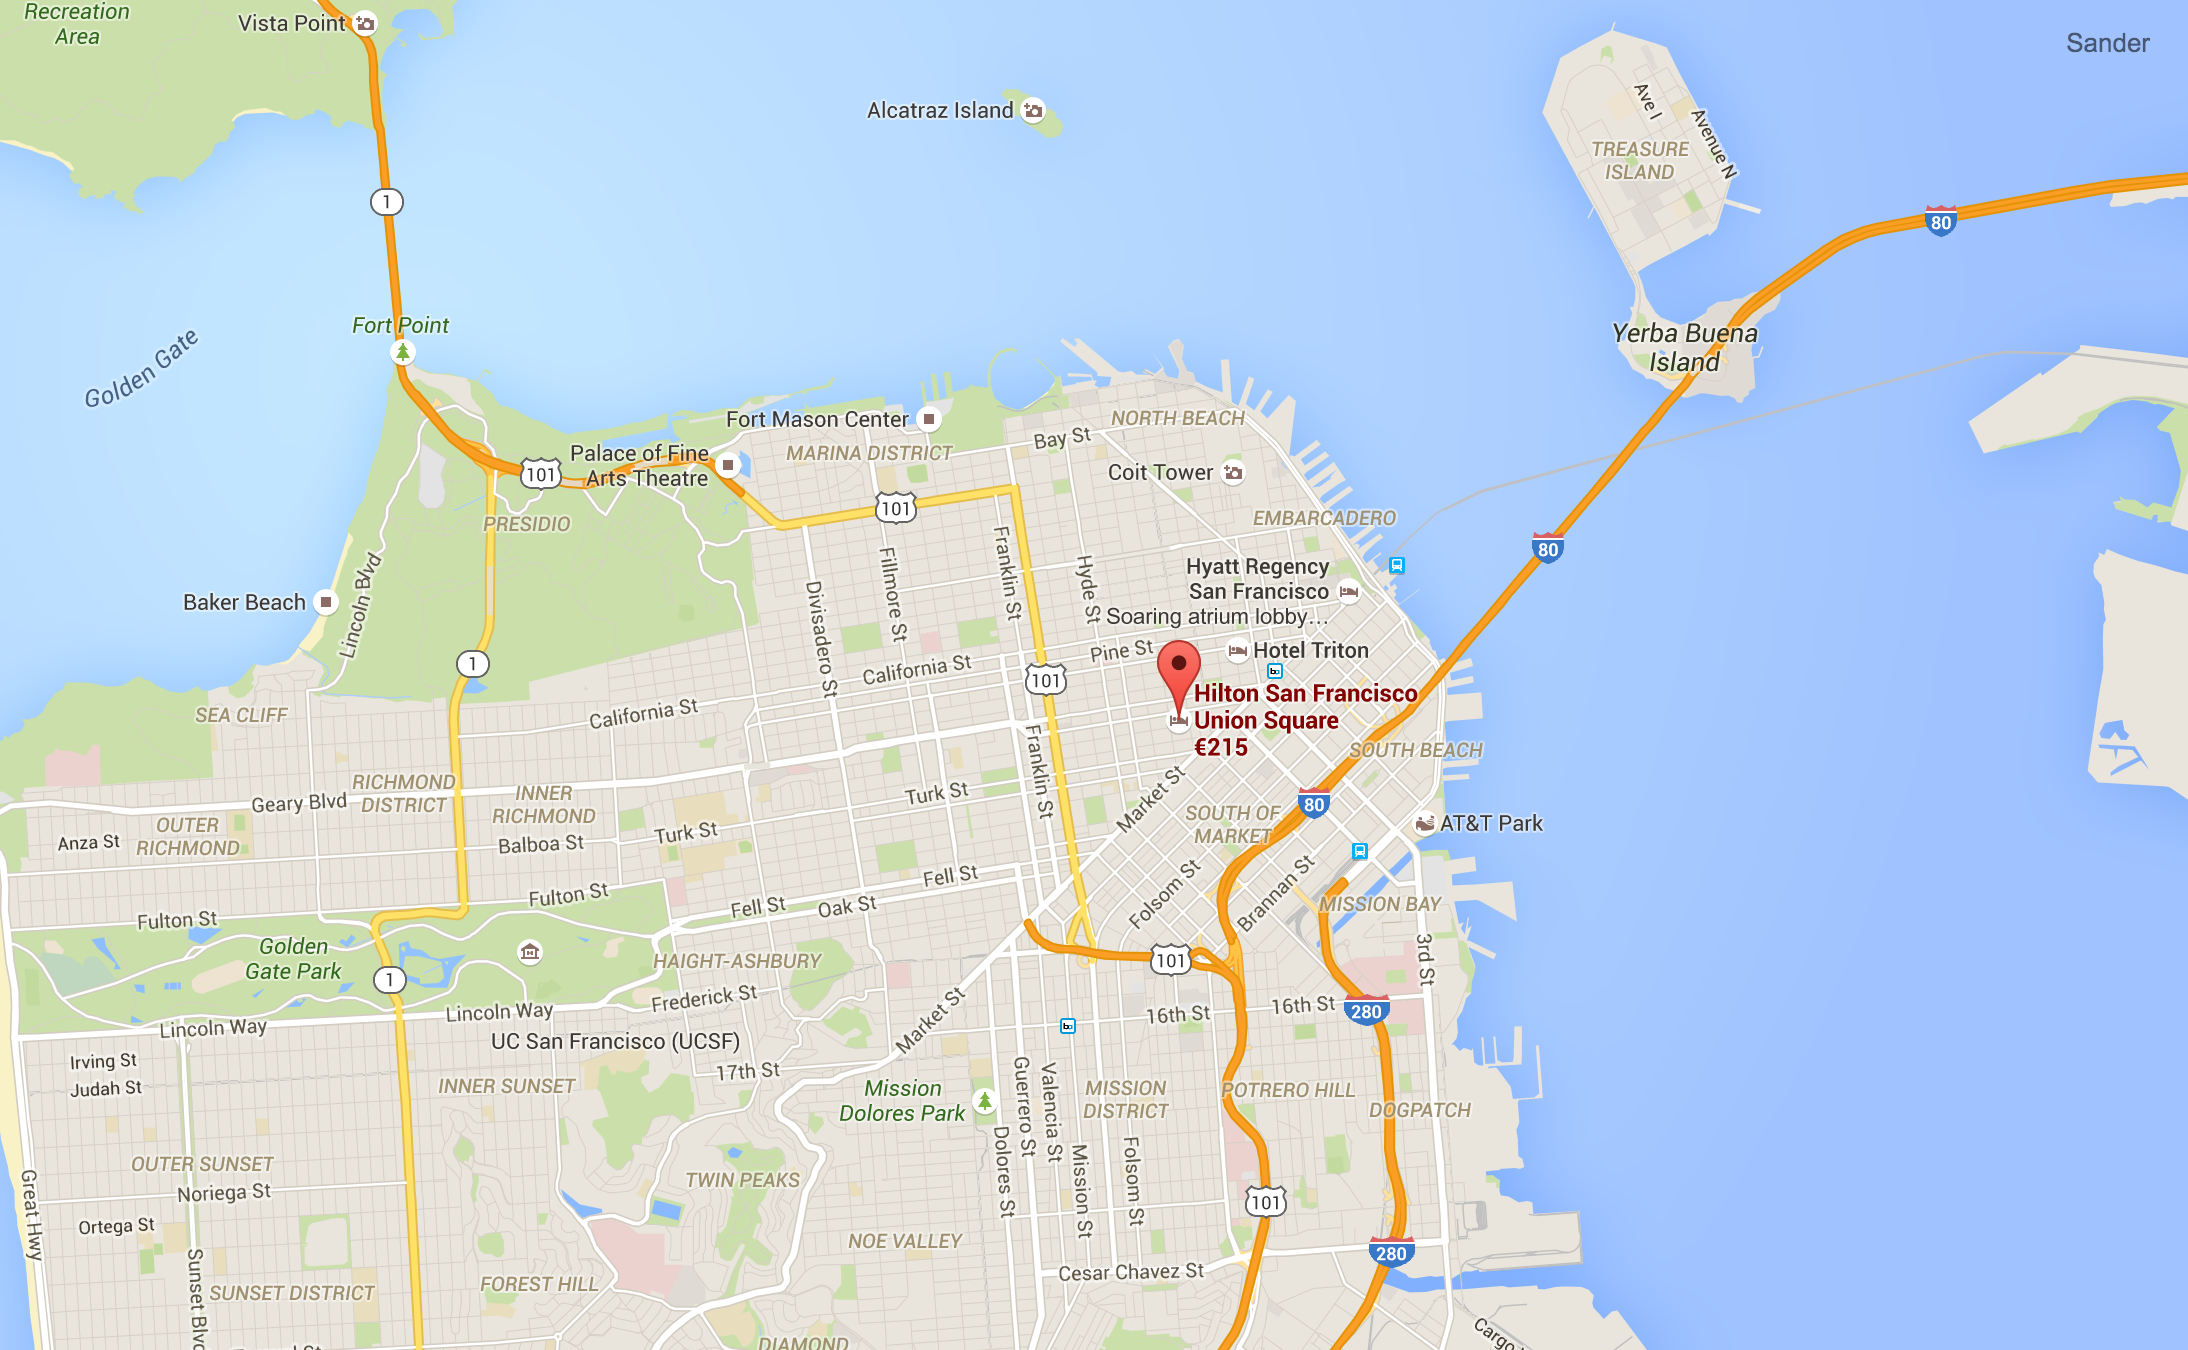 Recreation
Area
Vista Point
Sander
Alcatraz Island
Ave I
Avenue N
TREASURE
ISLAND
1
80
Fort Point
Golden Gate
Yerba Buena
Island
NORTH BEACH
Fort Mason Center
Bay St
MARINA DISTRICT
Palace of Fine
Arts Theatre
101
Coit Tower
101
PRESIDIO
EMBARCADERO
80
Franklin St
Fillmore St
Hyde St
Divisadero St
Hyatt Regency
San Francisco
Soaring atrium lobby...
Baker Beach
Lincoln Blvd
Pine St
Hotel Triton
1
California St
101
Hilton San Francisco
Union Square
€215
SEA CLIFF
California St
Franklin St
SOUTH BEACH
RICHMOND
DISTRICT
Geary Blvd
INNER
RICHMOND
Turk St
Market St
80
SOUTH OF
MARKET
AT&T Park
OUTER
RICHMOND
Anza St
Turk St
Balboa St
Fell St
Folsom St
Brannan St
Fulton St
Fell St
Oak St
MISSION BAY
Fulton St
Golden
Gate Park
HAIGHT-ASHBURY
101
3rd St
1
Frederick St
Lincoln Way
Lincoln Way
Market St
16th St
16th St
280
UC San Francisco (UCSF)
Irving St
Judah St
17th St
INNER SUNSET
Mission
Dolores Park
Guerrero St
Valencia St
MISSION
DISTRICT
POTRERO HILL
DOGPATCH
Dolores St
Mission St
Folsom St
OUTER SUNSET
TWIN PEAKS
Noriega St
Great Hwy
Ortega St
101
NOE VALLEY
280
Sunset Blvd
SUNSET DISTRICT
FOREST HILL
Cesar Chavez St
DIAMOND
Cargo